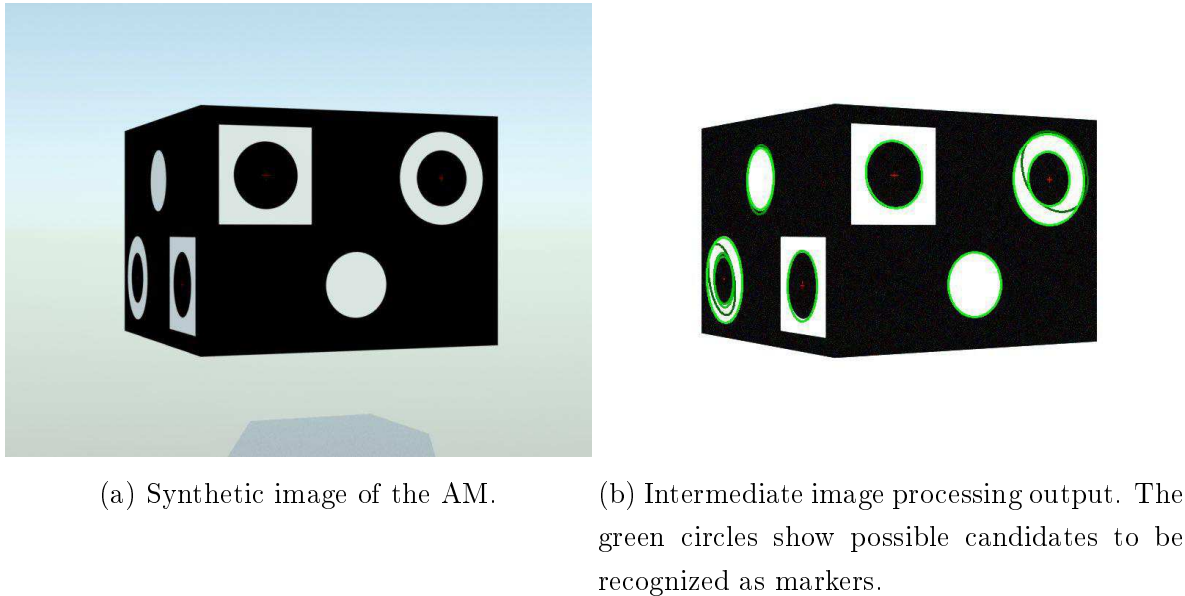 (a) Synthetic image of the AM.
(b) Intermediate image processing output. The
green circles show possible candidates to be
recognized as markers.